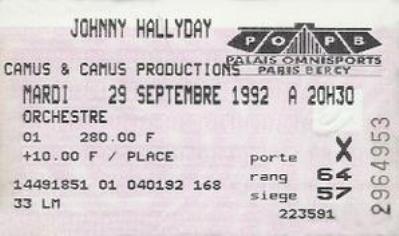 JOHNNY HALLYDAY
POPB
PALAIS OMNISPORTS
PARIS BERCY
CAMUS & CAMUS PRODUCTIONS
MARDI 29 SEPTEMBRE 1992 A 20H30
ORCHESTRE
01 280.00 F
+10.00 F / PLACE
porte X
rang 64
siege 57
14491851 01 040192 168
33 LM
223591
2964953